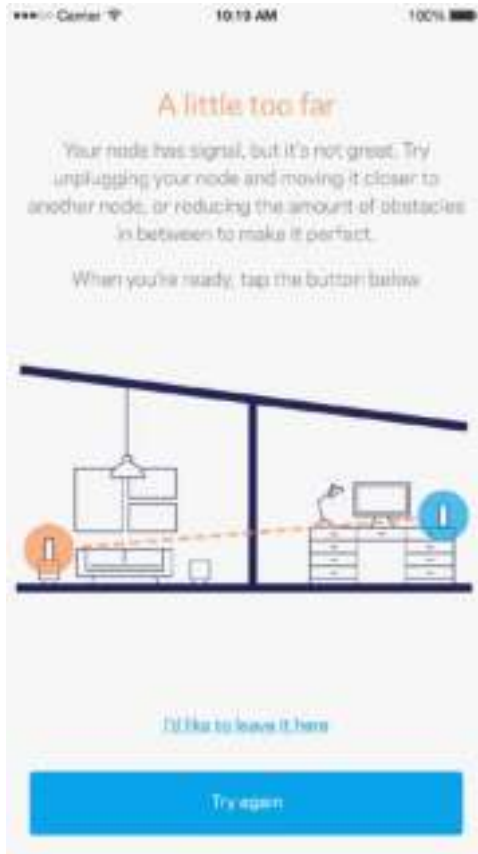 Carrier 10:13 AM 100%
A little too far
Your node has signal, but it's not great. Try
unplugging your node and moving it closer to
another node, or reducing the amount of obstacles
in between to make it perfect.
When you're ready, tap the button below
I'd like to leave it here
Try again